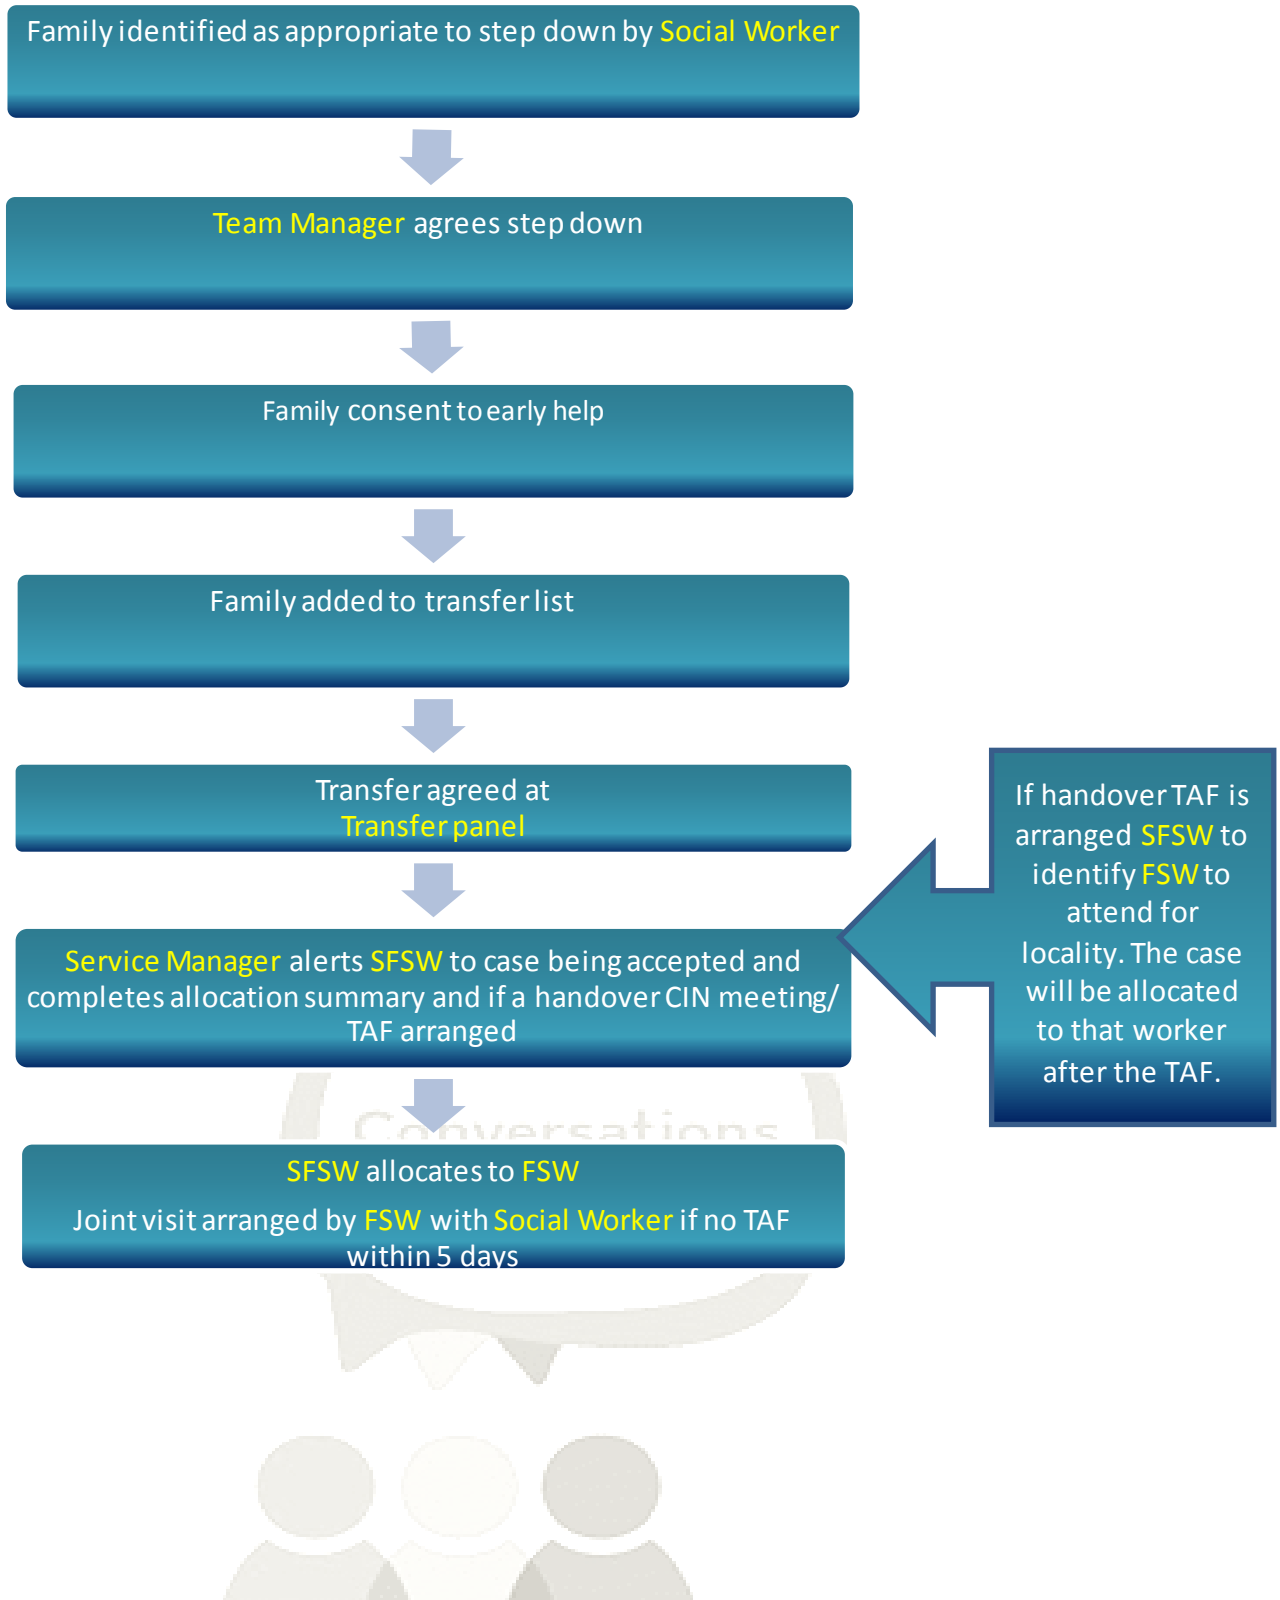 Family identified as appropriate to step down by Social Worker
Team Manager agrees step down
Family consent to early help
Family added to transfer list
Transfer agreed at
Transfer panel
Service Manager alerts SFSW to case being accepted and
completes allocation summary and if a handover CIN meeting/
TAF arranged
If handover TAF is
arranged SFSW to
identify FSW to
attend for
locality. The case
will be allocated
to that worker
after the TAF.
Conversations
SFSW allocates to FSW
Joint visit arranged by FSW with Social Worker if no TAF
within 5 days